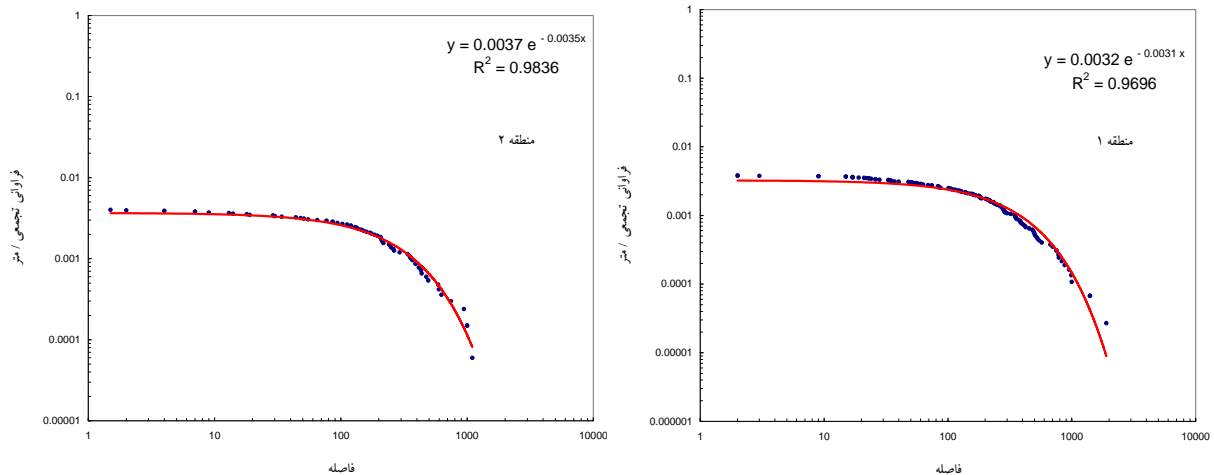 1
0.1
0.01
0.001
0.0001
0.00001
1
10
100
1000
10000
y = 0.0037 e - 0.0035x
R2 = 0.9836
منطقه ۲
فراوانی تجمعی / متر
فاصله
1
0.1
0.01
0.001
0.0001
0.00001
0.000001
1
10
100
1000
10000
y = 0.0032 e - 0.0031 x
R2 = 0.9696
منطقه ۱
فراوانی تجمعی / متر
فاصله